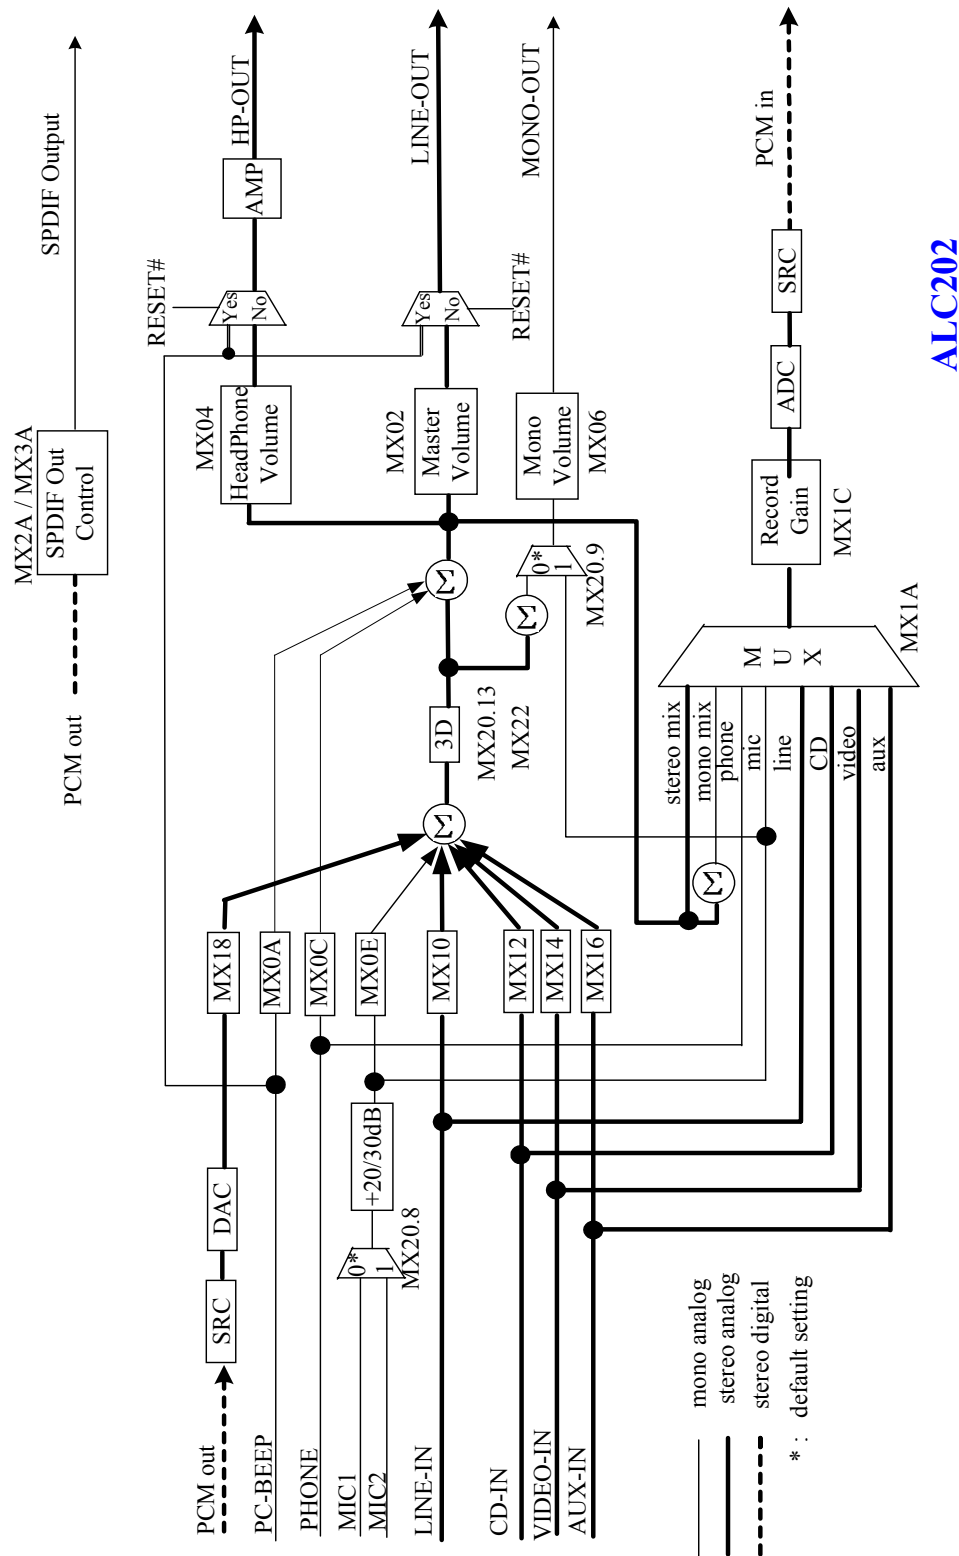 PCM out
SRC
DAC
MX18
PC-BEEP
MX0A
PHONE
MX0C
MIC1
MIC2
0*
1
MX20.8
+20/30dB
MX0E
LINE-IN
MX10
CD-IN
MX12
VIDEO-IN
MX14
AUX-IN
MX16
Σ
3D
MX20.13
MX22
Σ
Σ
0*
1
MX20.9
PCM out
MX2A / MX3A
SPDIF Out
Control
SPDIF Output
MX04
HeadPhone
Volume
RESET#
Yes
No
AMP
HP-OUT
MX02
Master
Volume
Yes
No
RESET#
LINE-OUT
Mono
Volume
MX06
MONO-OUT
Σ
stereo mix
mono mix
phone
mic
line
CD
video
aux
M
U
X
MX1A
Record
Gain
MX1C
ADC
SRC
PCM in
mono analog
stereo analog
stereo digital
* : default setting
ALC202